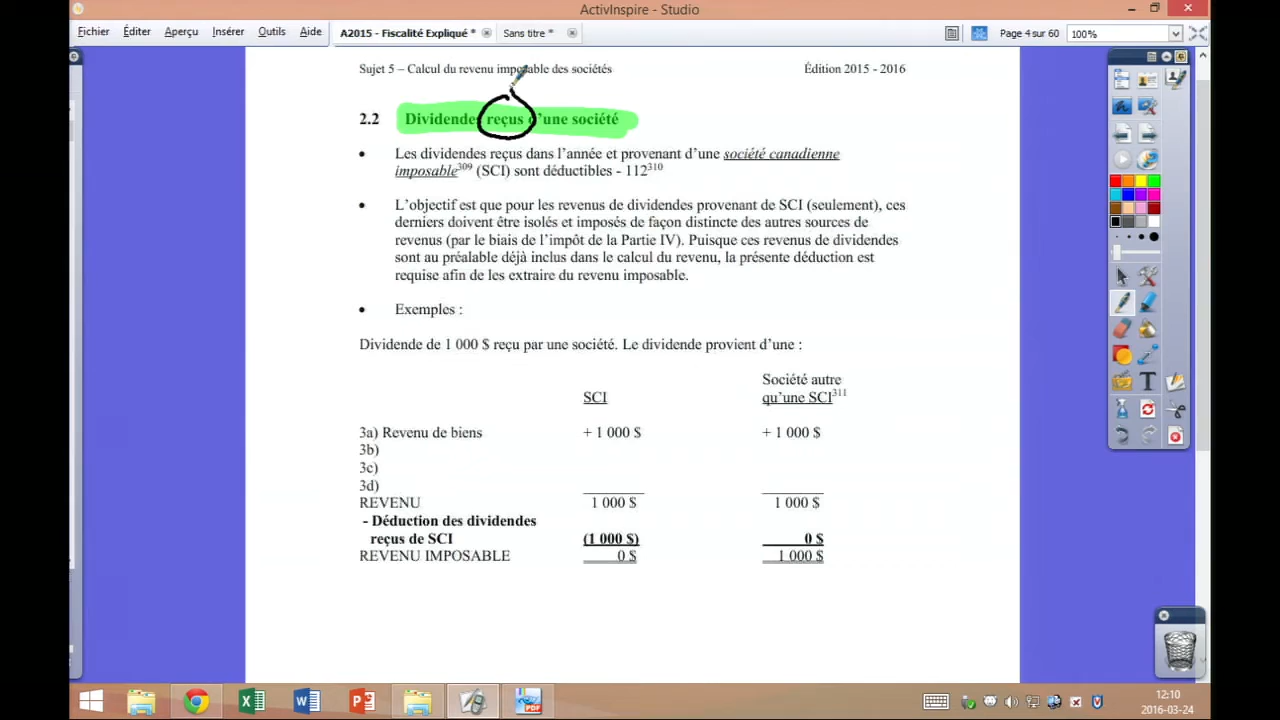 ActivInspire - Studio
Fichier Éditer Aperçu Insérer Outils Aide A2015 - Fiscalité Expliqué * Sans titre * Page 4 sur 60 100%
Sujet 5 – Calcul du revenu imposable des sociétés Édition 2015 - 2016
2.2 Dividendes reçus d'une société
• Les dividendes reçus dans l'année et provenant d'une société canadienne
imposable309 (SCI) sont déductibles - 112310
• L'objectif est que pour les revenus de dividendes provenant de SCI (seulement), ces
derniers doivent être isolés et imposés de façon distincte des autres sources de
revenus (par le biais de l'impôt de la Partie IV). Puisque ces revenus de dividendes
sont au préalable déjà inclus dans le calcul du revenu, la présente déduction est
requise afin de les extraire du revenu imposable.
• Exemples :
Dividende de 1 000 $ reçu par une société. Le dividende provient d'une :
Société autre
SCI qu'une SCI311
3a) Revenu de biens + 1 000 $ + 1 000 $
3b)
3c)
3d)
REVENU 1 000 $ 1 000 $
- Déduction des dividendes
reçus de SCI (1 000 $) 0 $
REVENU IMPOSABLE 0 $ 1 000 $
12:10
2016-03-24